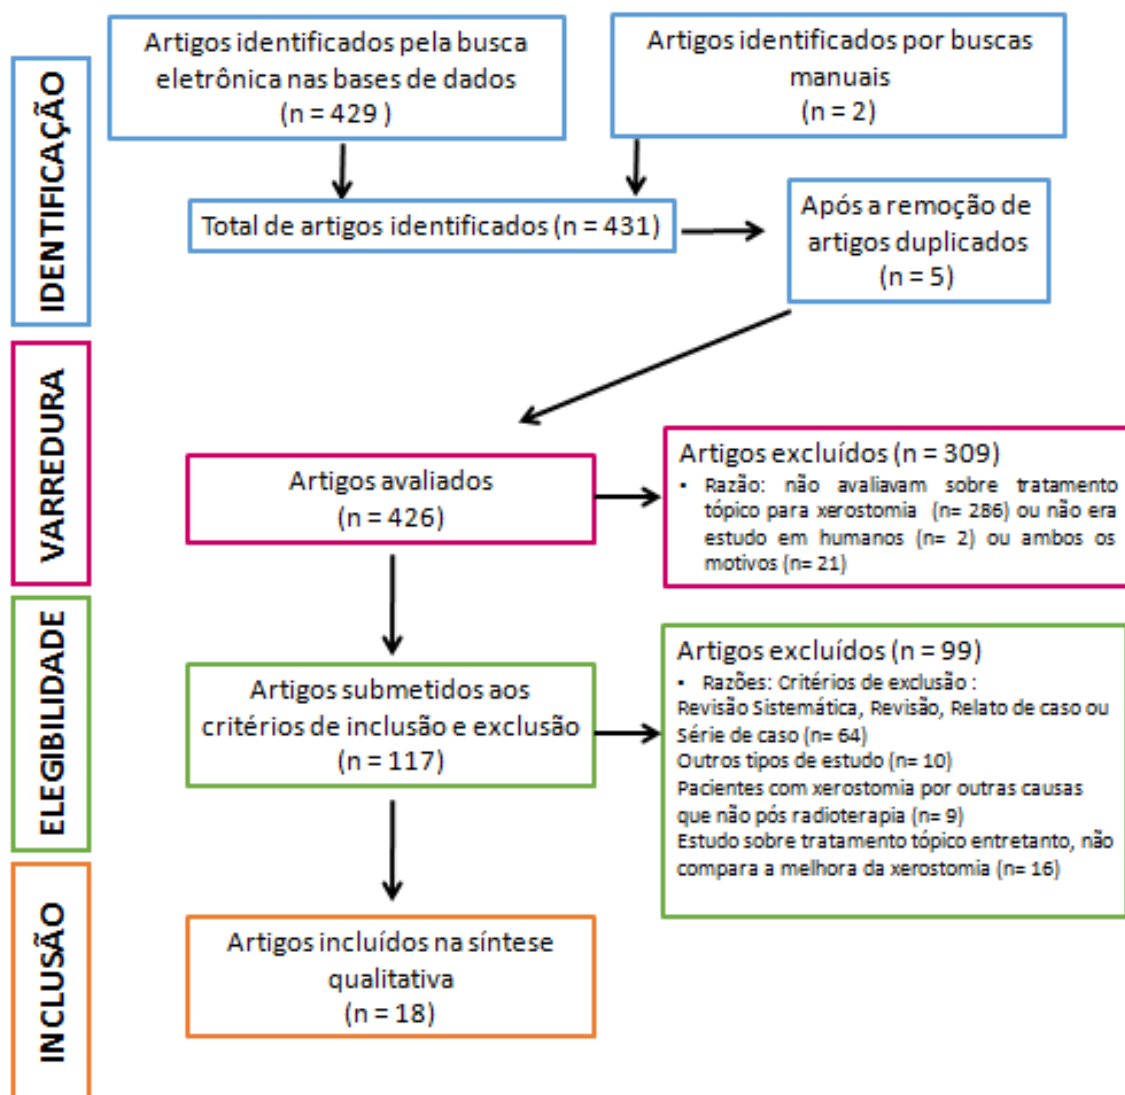 IDENTIFICAÇÃO
Artigos identificados pela busca
eletrônica nas bases de dados
(n = 429 )
Artigos identificados por buscas
manuais
(n = 2)
Total de artigos identificados (n = 431)
Após a remoção de
artigos duplicados
(n = 5)
VARREDURA
Artigos avaliados
(n = 426)
Artigos excluídos (n = 309)
• Razão: não avaliavam sobre tratamento
tópico para xerostomia (n= 286) ou não era
estudo em humanos (n= 2) ou ambos os
motivos (n= 21)
ELEGIBILIDADE
Artigos submetidos aos
critérios de inclusão e exclusão
(n = 117)
Artigos excluídos (n = 99)
• Razões: Critérios de exclusão :
Revisão Sistemática, Revisão, Relato de caso ou
Série de caso (n= 64)
Outros tipos de estudo (n= 10)
Pacientes com xerostomia por outras causas
que não pós radioterapia (n= 9)
Estudo sobre tratamento tópico entretanto, não
compara a melhora da xerostomia (n= 16)
INCLUSÃO
Artigos incluídos na síntese
qualitativa
(n = 18)